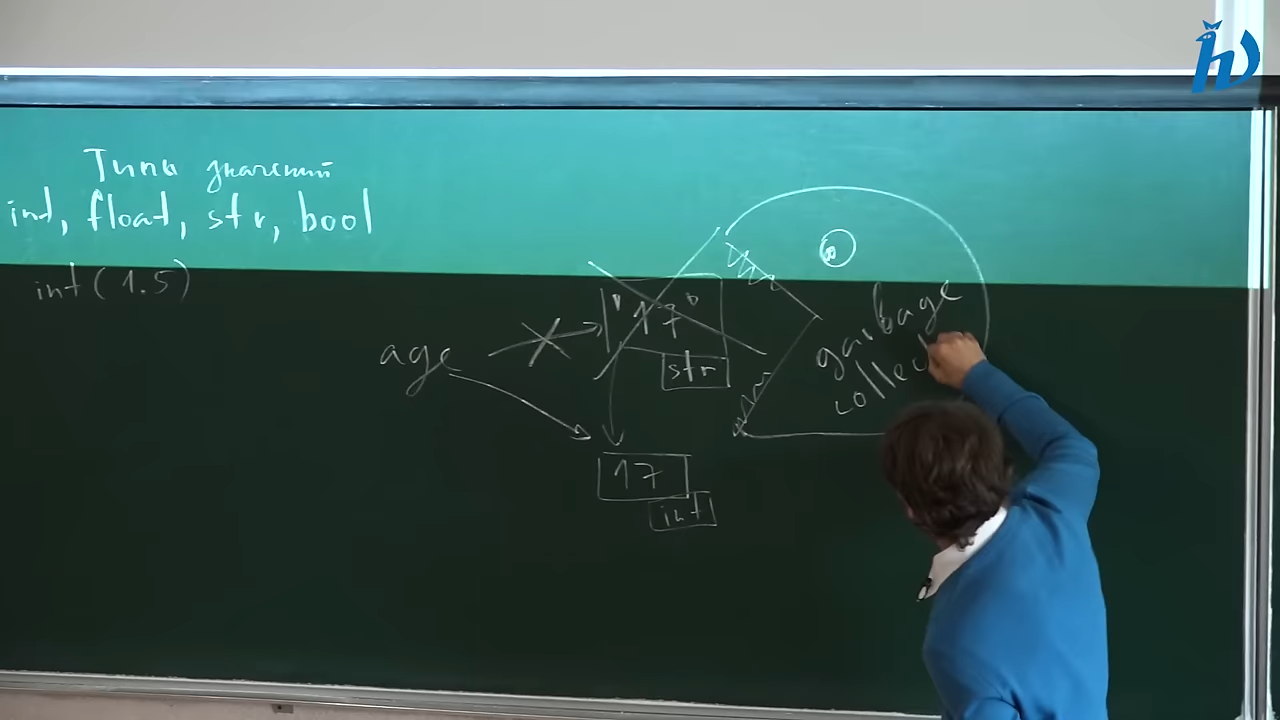 Типы значений
int, float, str, bool
int(1.5)
age
"17"
str
17
int
garbage
collec